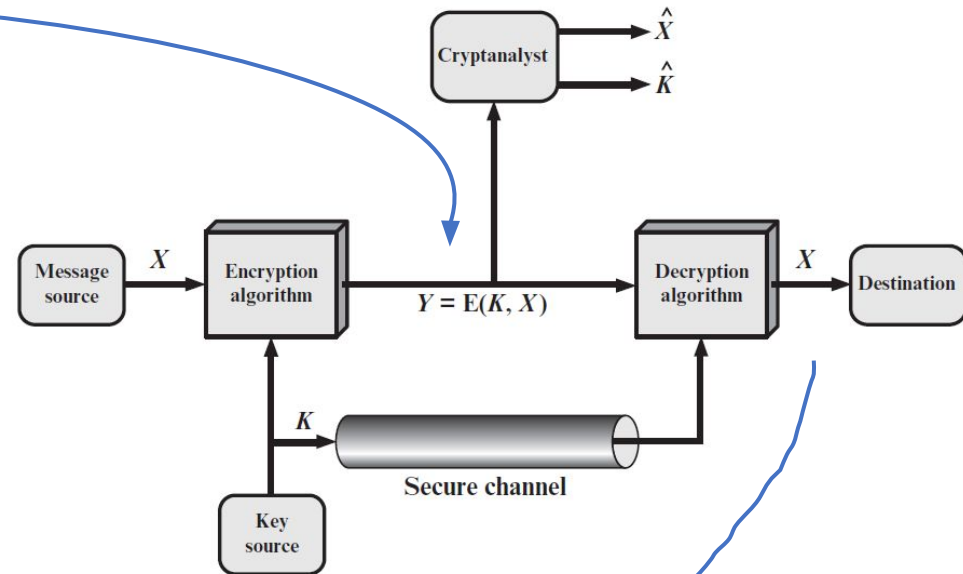 X̂
Cryptanalyst
K̂
Message
source
X
Encryption
algorithm
Y = E(K, X)
Decryption
algorithm
X
Destination
K
Secure channel
Key
source